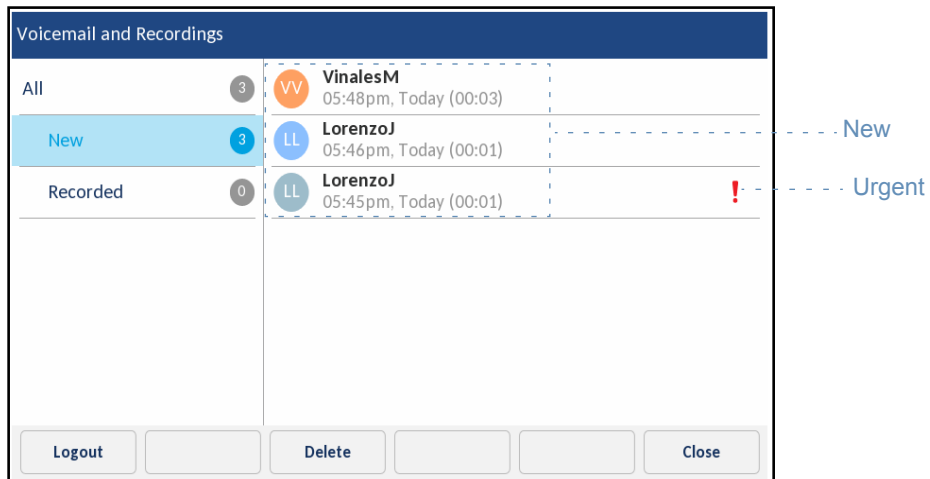 Voicemail and Recordings
All 3
New 3
Recorded 0
VV VinalesM
05:48pm, Today (00:03)
LL LorenzoJ
05:46pm, Today (00:01)
LL LorenzoJ
05:45pm, Today (00:01) !
New
Urgent
Logout Delete Close